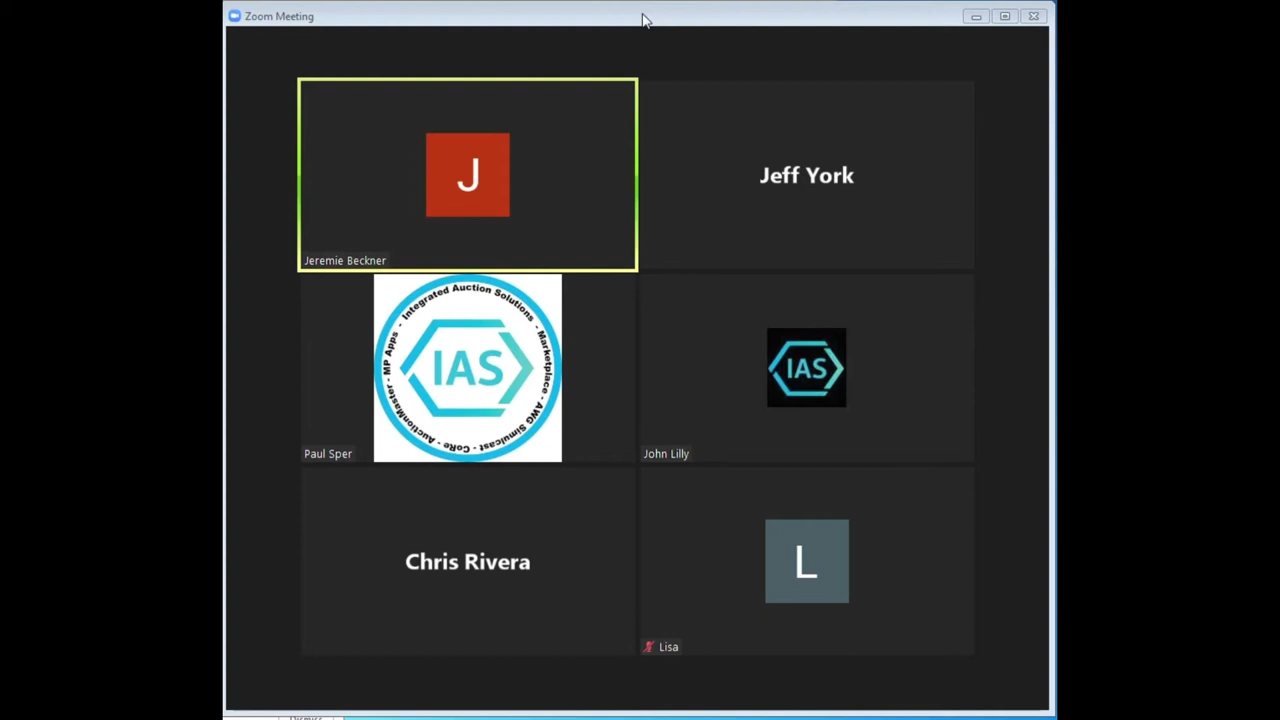 Zoom Meeting
J
Jeremie Beckner
Jeff York
Integrated Auction Solutions - Marketplace - AWG Simulcast - CoRe - AuctionMaster - MP Apps -
IAS
Paul Sper
IAS
John Lilly
Chris Rivera
L
Lisa
Dismiss